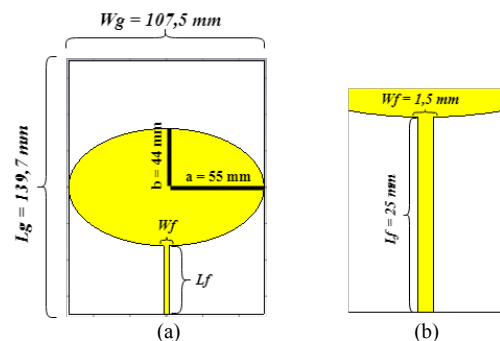 Wg = 107,5 mm
Lg = 139,7 mm
b = 44 mm
a = 55 mm
Wf
Lf
(a)
Wf = 1,5 mm
Lf = 25 mm
(b)